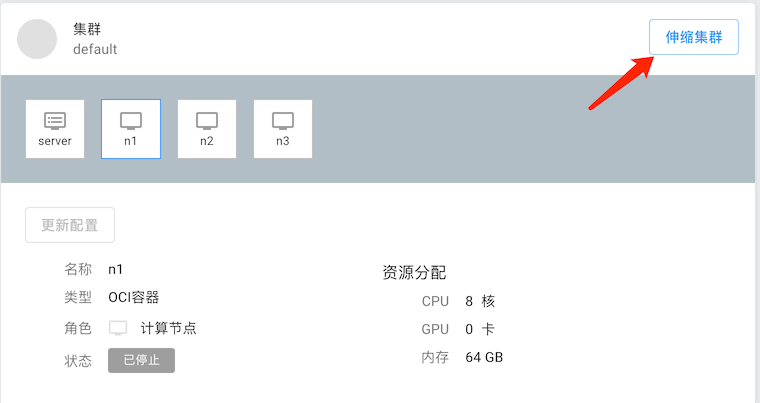 集群
default
伸缩集群
server
n1
n2
n3
更新配置
名称 n1
类型 OCI容器
角色 计算节点
状态 已停止
资源分配
CPU 8 核
GPU 0 卡
内存 64 GB